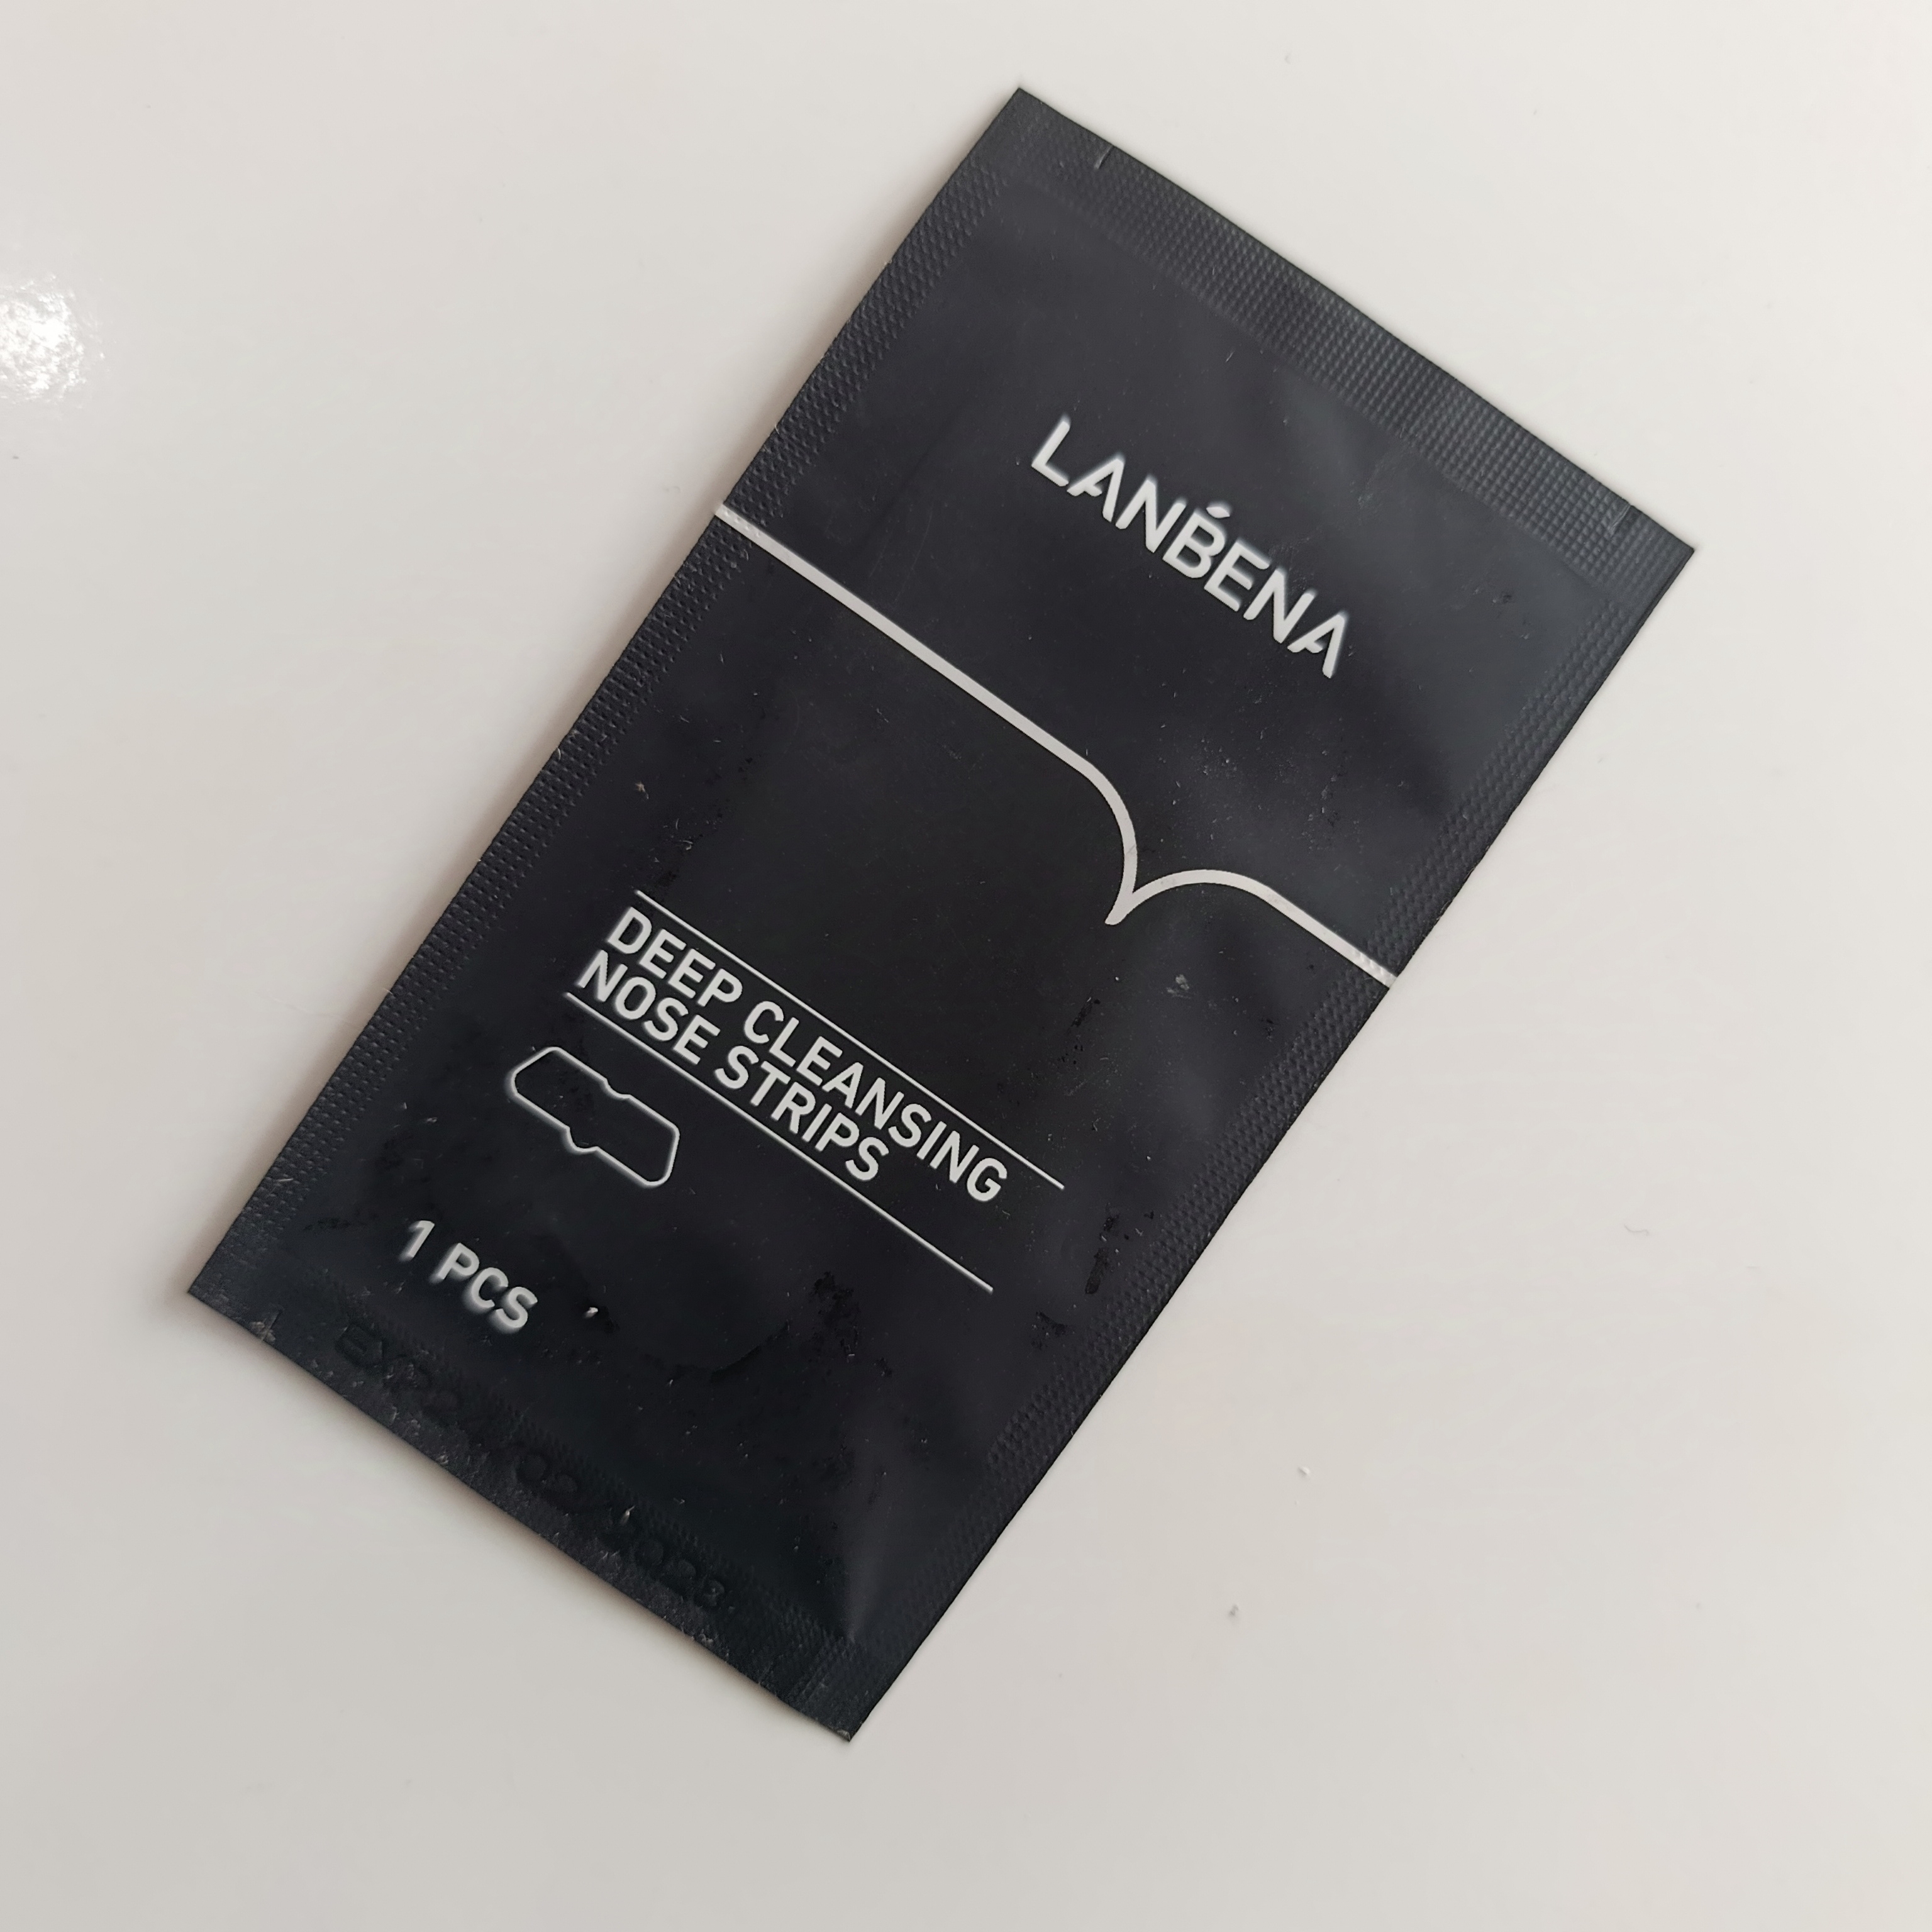 LANBENA
DEEP CLEANSING
NOSE STRIPS
1 PCS